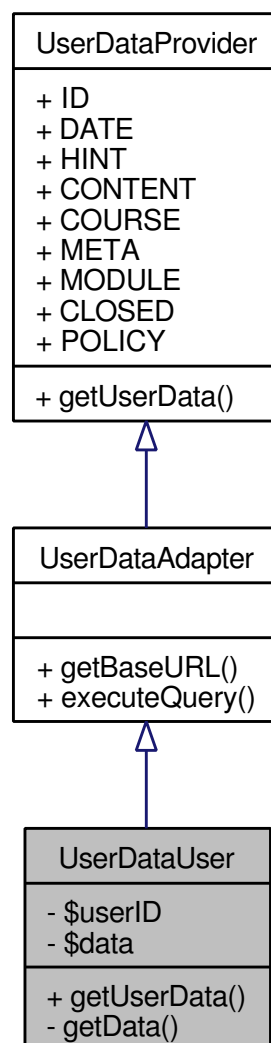 UserDataProvider
+ ID
+ DATE
+ HINT
+ CONTENT
+ COURSE
+ META
+ MODULE
+ CLOSED
+ POLICY
+ getUserData()
UserDataAdapter
+ getBaseURL()
+ executeQuery()
UserDataUser
- $userID
- $data
+ getUserData()
- getData()